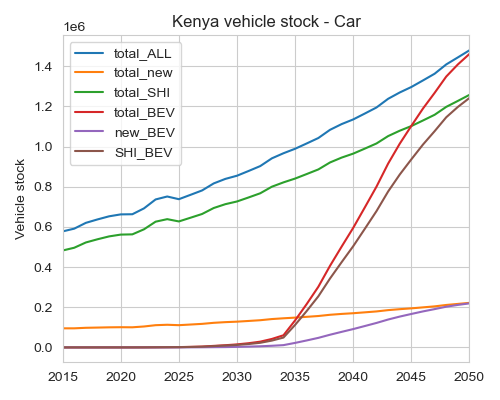 Kenya vehicle stock - Car
1e6
total_ALL
total_new
total_SHI
total_BEV
new_BEV
SHI_BEV
Vehicle stock
1.4
1.2
1.0
0.8
0.6
0.4
0.2
0.0
2015 2020 2025 2030 2035 2040 2045 2050